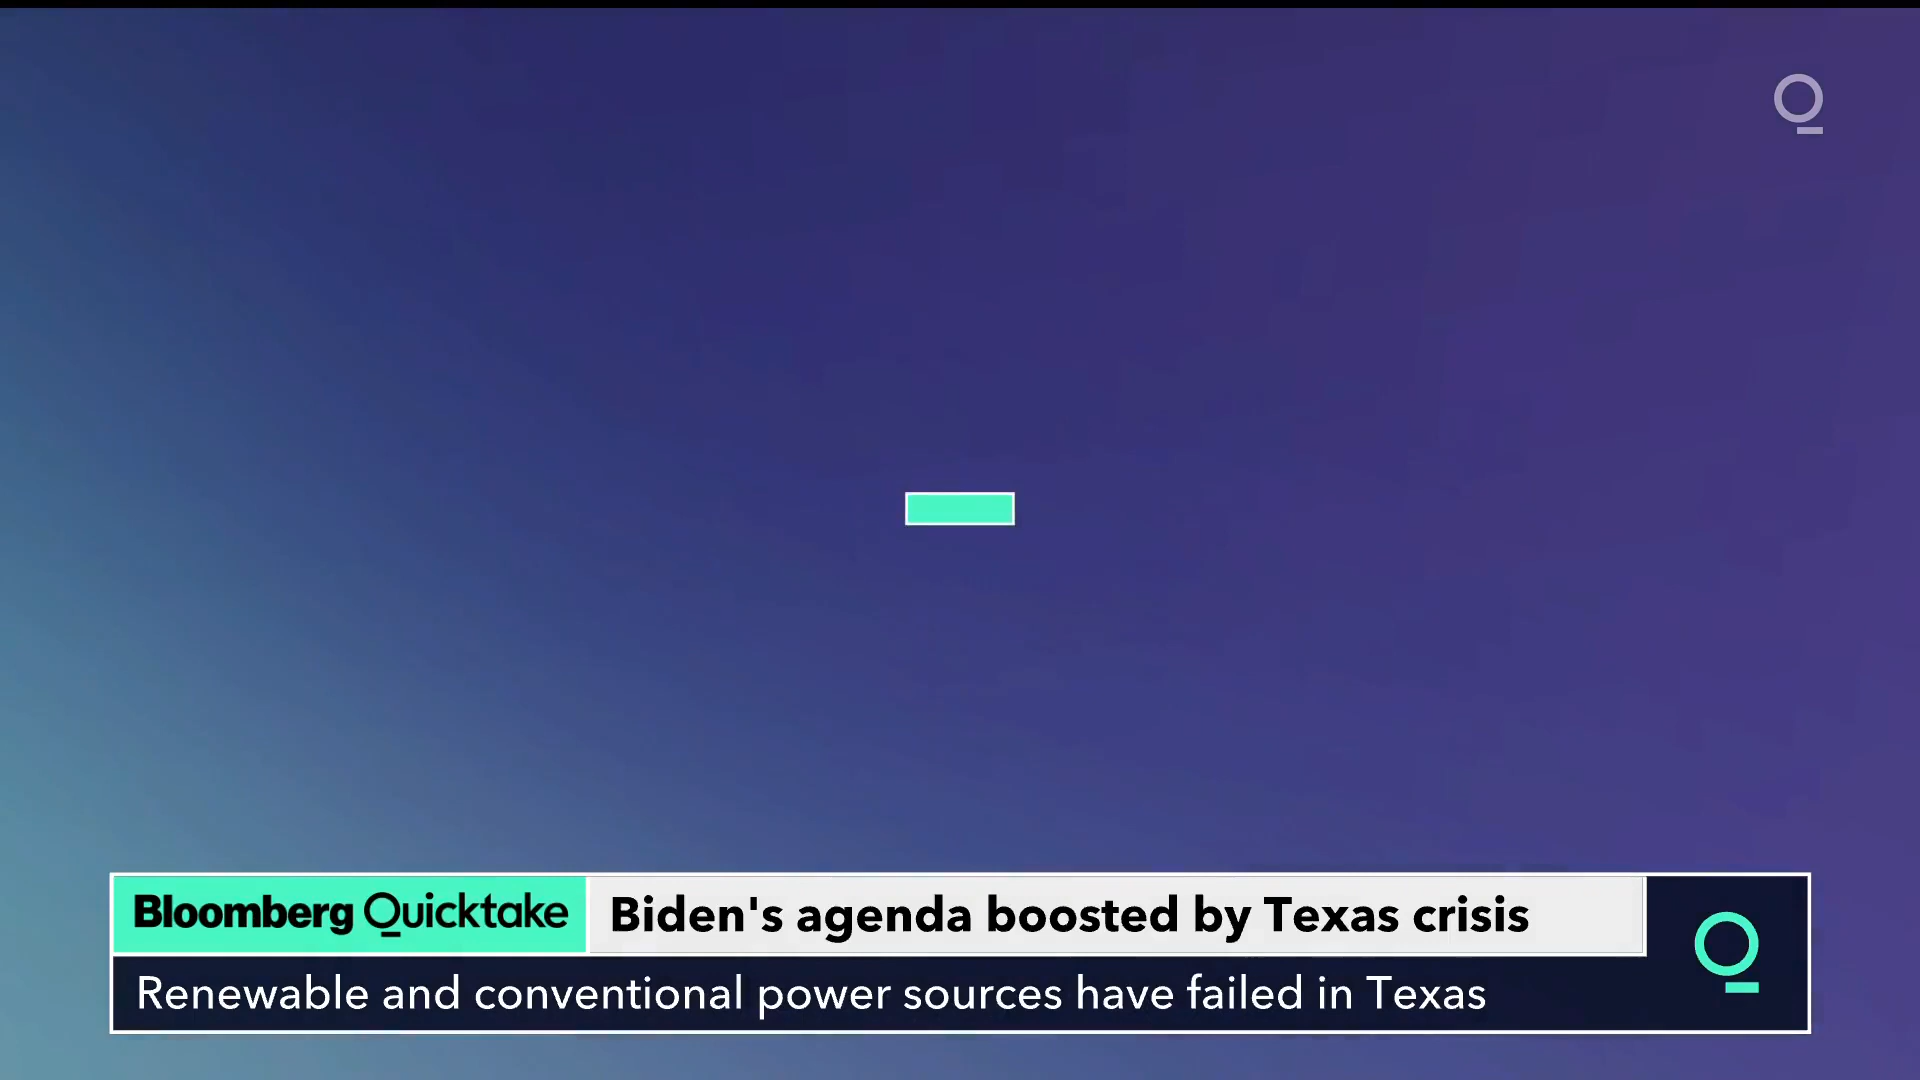 Bloomberg Quicktake
Biden's agenda boosted by Texas crisis
Renewable and conventional power sources have failed in Texas